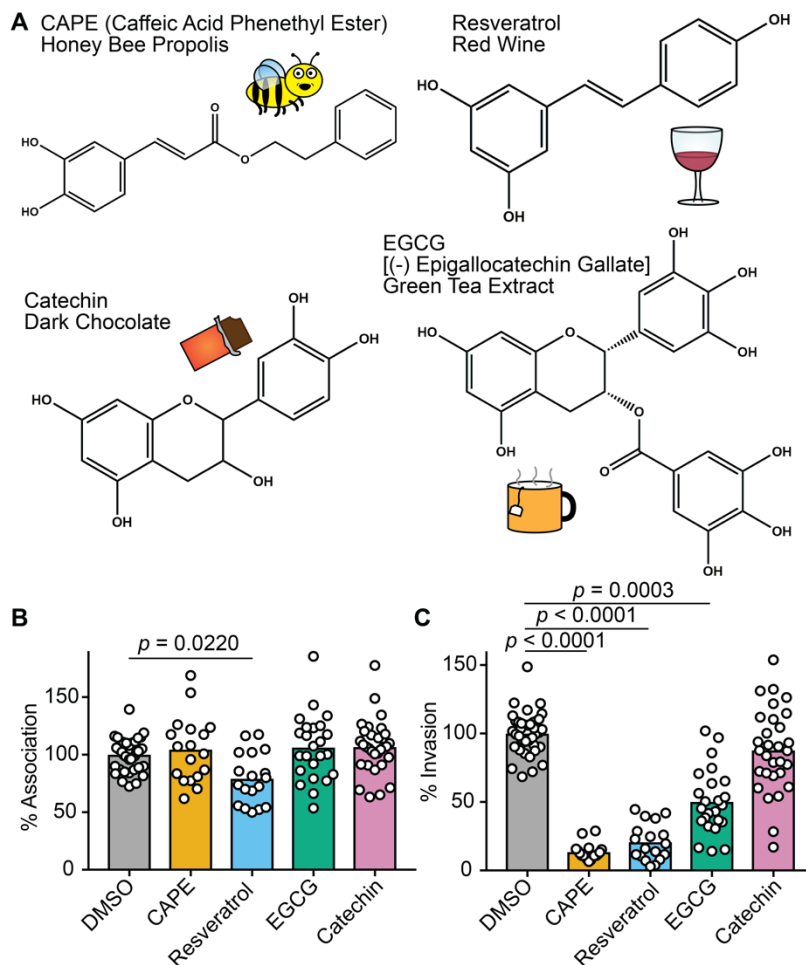 A
CAPE (Caffeic Acid Phenethyl Ester)
Honey Bee Propolis
HO
HO
O
O
Resveratrol
Red Wine
OH
HO
OH
Catechin
Dark Chocolate
OH
OH
HO
O
OH
OH
EGCG
[(-) Epigallocatechin Gallate]
Green Tea Extract
OH
OH
HO
O
OH
O
OH
O
OH
OH
OH
B
p = 0.0220
% Association
150
100
50
0
DMSO
CAPE
Resveratrol
EGCG
Catechin
C
p = 0.0003
p < 0.0001
p < 0.0001
% Invasion
150
100
50
0
DMSO
CAPE
Resveratrol
EGCG
Catechin